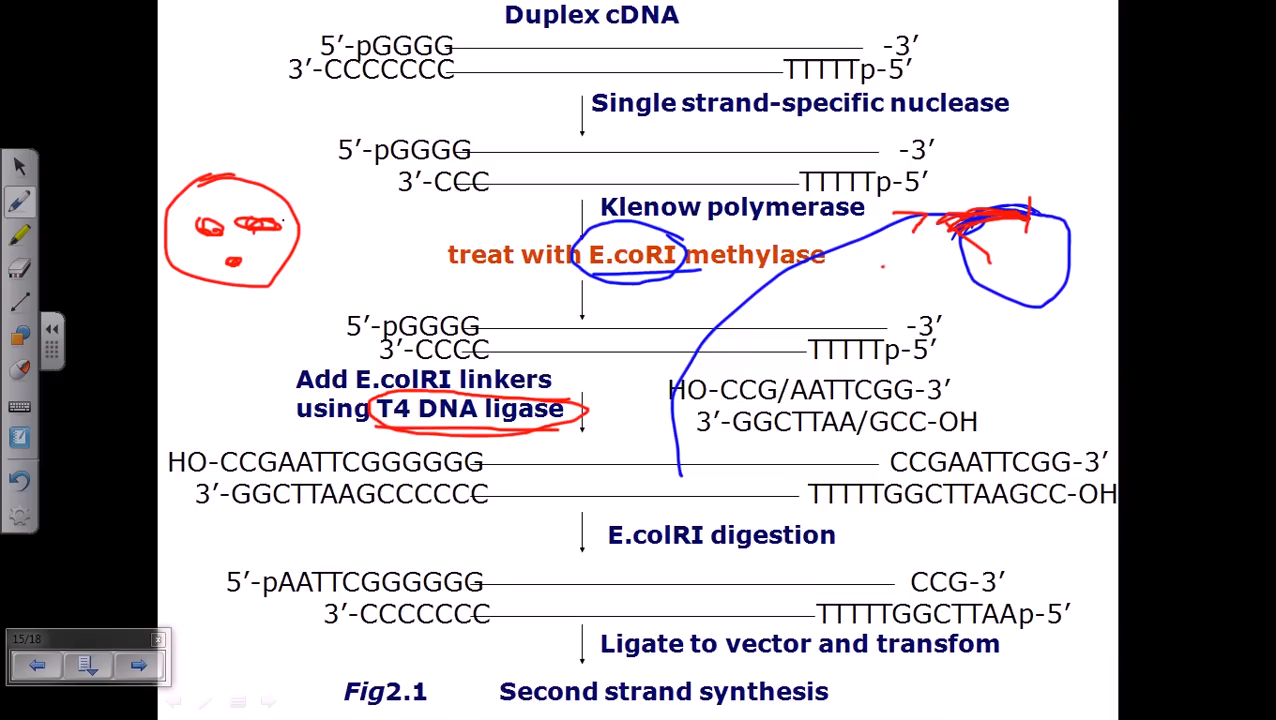 Duplex cDNA
5’-pGGGG -3’
3’-CCCCCCC TTTTTp-5’
Single strand-specific nuclease
5’-pGGGG -3’
3’-CCC TTTTTp-5’
Klenow polymerase
treat with E.coRI methylase
5’-pGGGG -3’
3’-CCCC TTTTTp-5’
Add E.colRI linkers
using T4 DNA ligase
HO-CCG/AATTCGG-3’
3’-GGCTTAA/GCC-OH
HO-CCGAATTCGGGGGG CCGAATTCGG-3’
3’-GGCTTAAGCCCCCC TTTTTGGCTTAAGCC-OH
E.colRI digestion
5’-pAATTCGGGGGG CCG-3’
3’-CCCCCCC TTTTTGGCTTAAp-5’
Ligate to vector and transfom
Fig2.1 Second strand synthesis
15/18